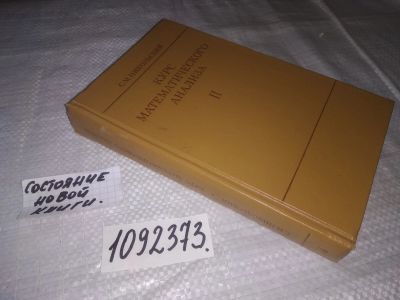 С.М. НИКОЛЬСКИЙ
КУРС
МАТЕМАТИЧЕСКОГО
АНАЛИЗА
II
СОСТОЯНИЕ
НОВОЙ
КНИГИ.
1092373.